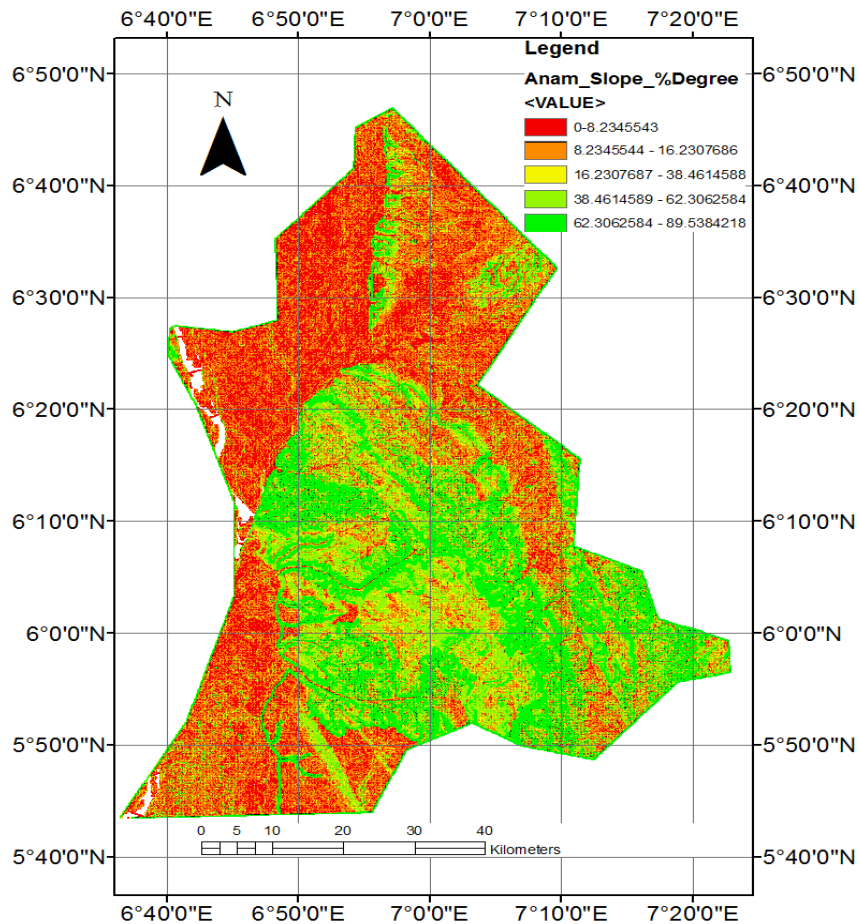 6°40'0"E 6°50'0"E 7°0'0"E 7°10'0"E 7°20'0"E
Legend
Anam_Slope_%Degree
<VALUE>
0-8.2345543
8.2345544 - 16.2307686
16.2307687 - 38.4614588
38.4614589 - 62.3062584
62.3062584 - 89.5384218
N
6°50'0"N 6°50'0"N
6°40'0"N 6°40'0"N
6°30'0"N 6°30'0"N
6°20'0"N 6°20'0"N
6°10'0"N 6°10'0"N
6°0'0"N 6°0'0"N
5°50'0"N 5°50'0"N
5°40'0"N 5°40'0"N
0 5 10 20 30 40
Kilometers
6°40'0"E 6°50'0"E 7°0'0"E 7°10'0"E 7°20'0"E